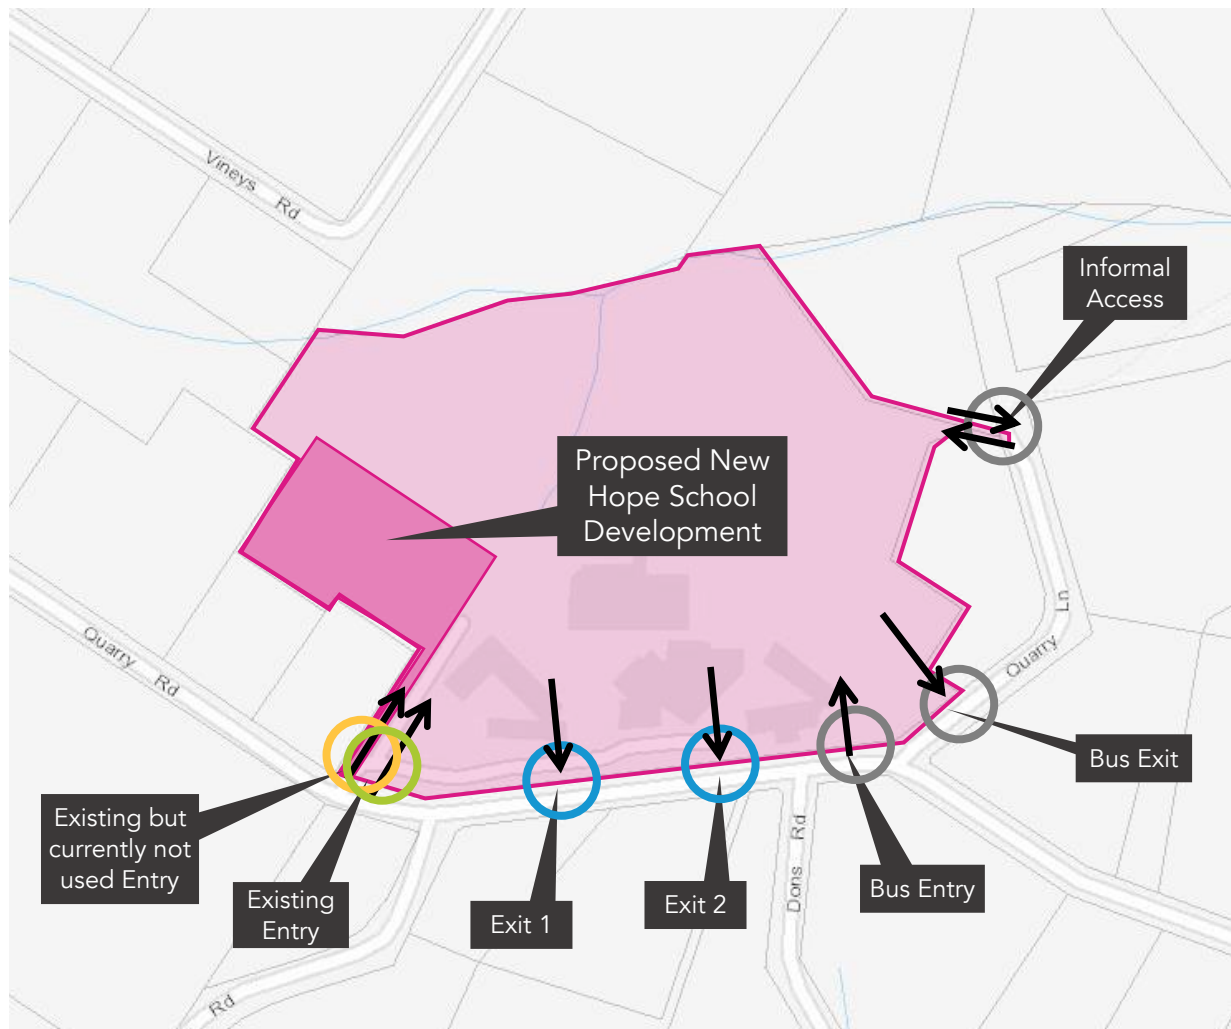 Vineys Rd
Informal
Access
Proposed New
Hope School
Development
Quarry Rd
Quarry Ln
Bus Exit
Existing but
currently not
used Entry
Existing
Entry
Exit 1
Exit 2
Dons Rd
Bus Entry
Rd